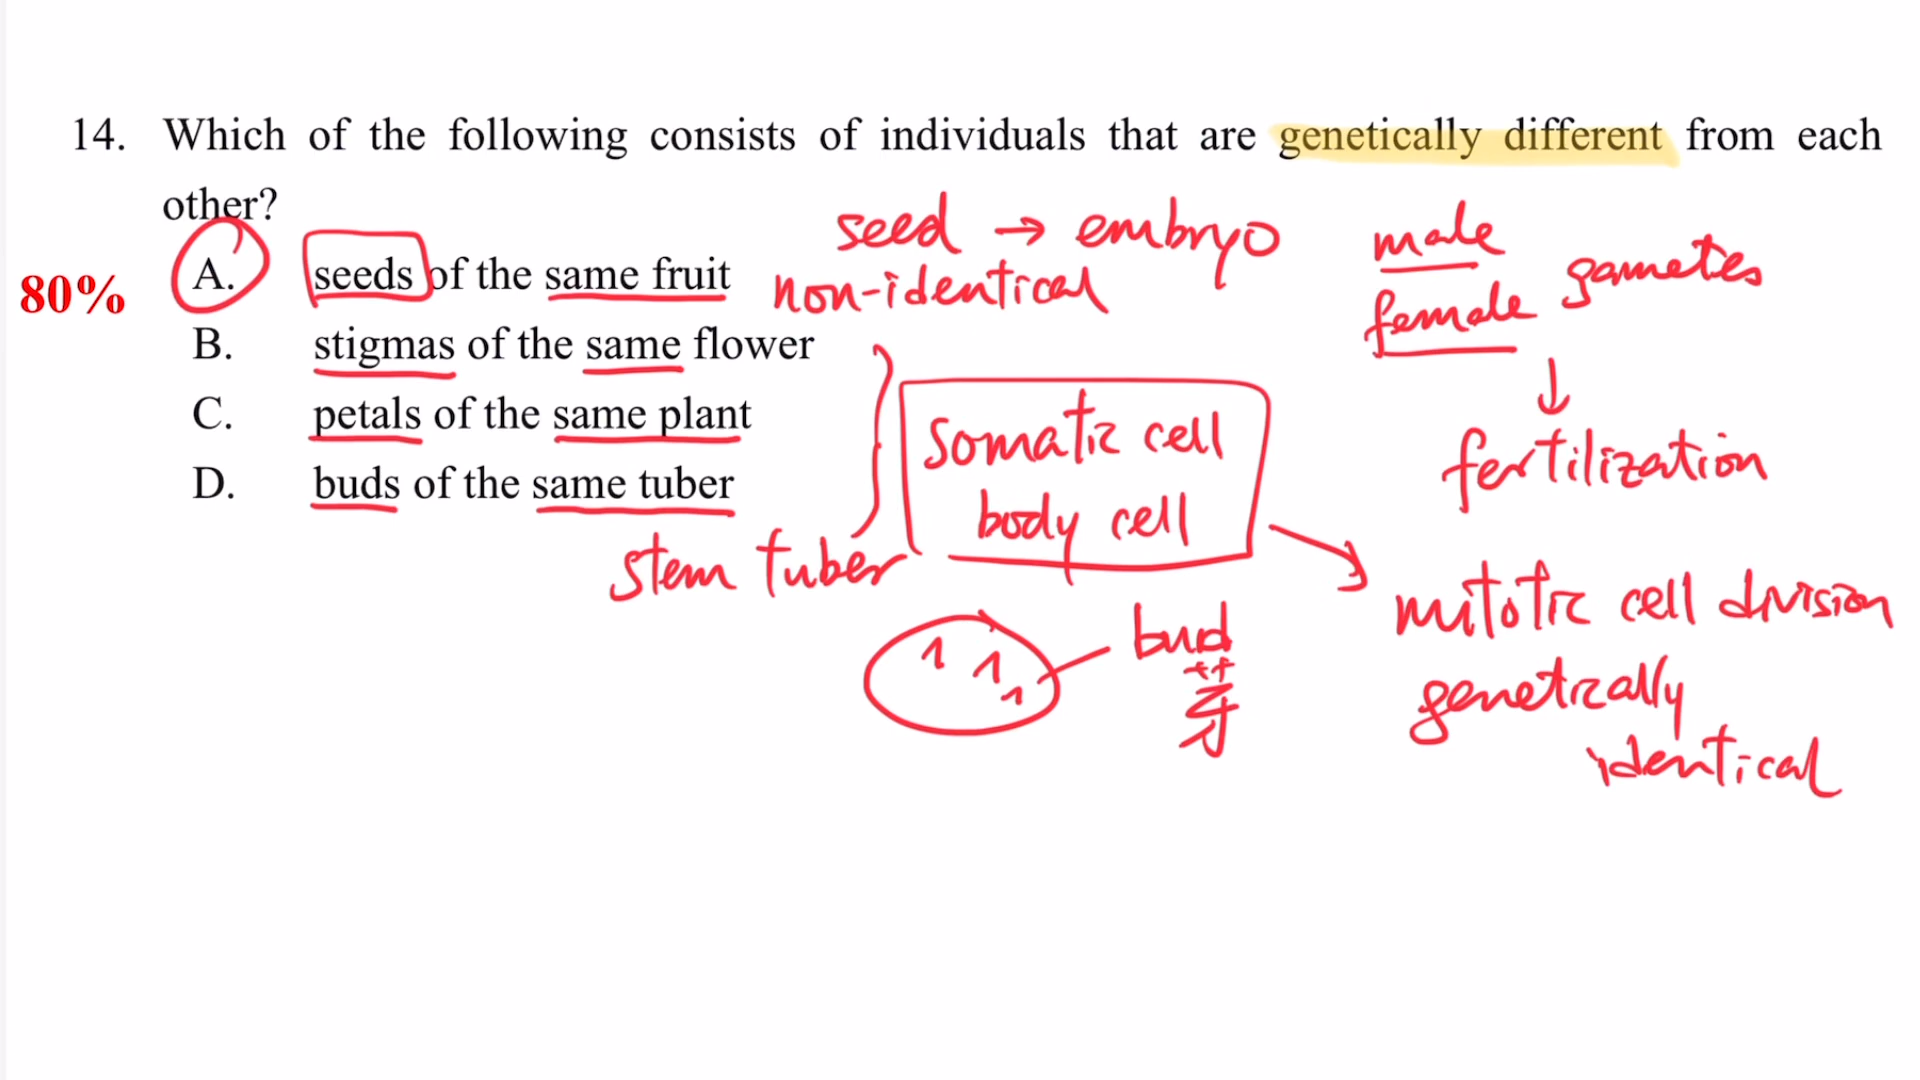 14. Which of the following consists of individuals that are genetically different from each
other?
80%
A. seeds of the same fruit
B. stigmas of the same flower
C. petals of the same plant
D. buds of the same tuber
seed → embryo
non-identical
male
female gametes
↓
fertilization
somatic cell
body cell
stem tuber
bud
芽
mitotic cell division
genetically
identical